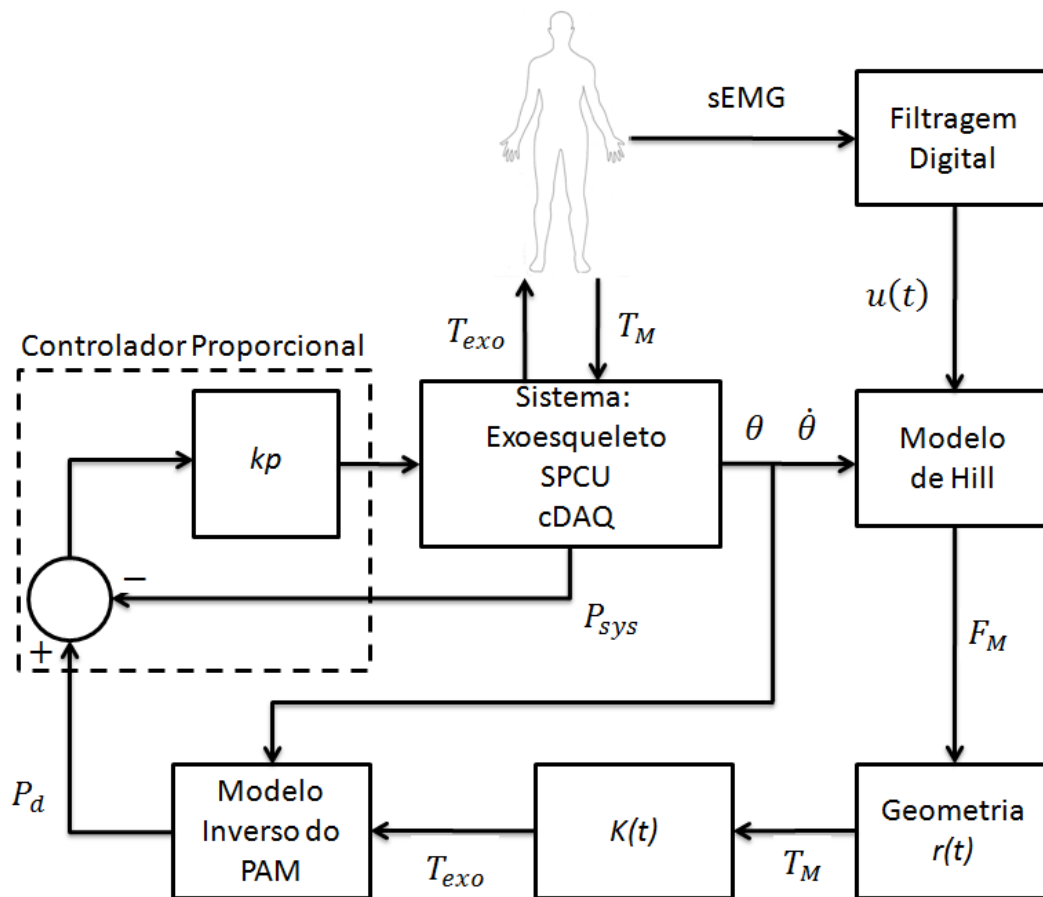 sEMG
Filtragem
Digital
u(t)
T_exo
T_M
Controlador Proporcional
kp
Sistema:
Exoesqueleto
SPCU
cDAQ
θ θ̇
Modelo
de Hill
−
+
P_sys
F_M
P_d
Modelo
Inverso do
PAM
T_exo
K(t)
T_M
Geometria
r(t)